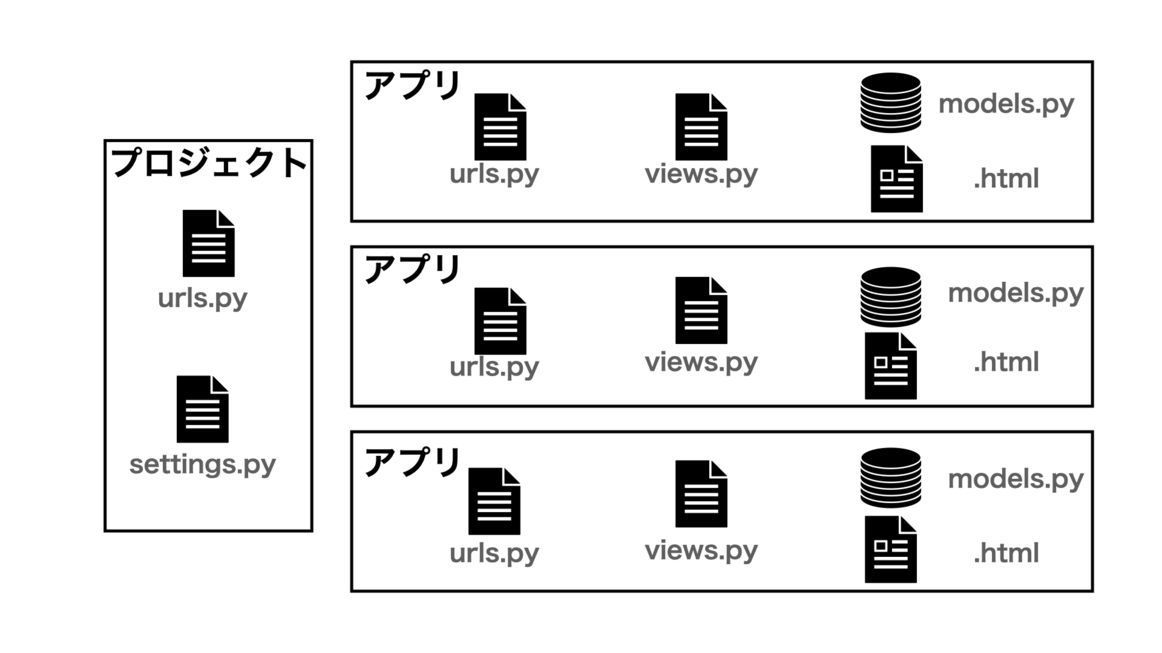 プロジェクト
urls.py
settings.py
アプリ
urls.py
views.py
models.py
.html
アプリ
urls.py
views.py
models.py
.html
アプリ
urls.py
views.py
models.py
.html